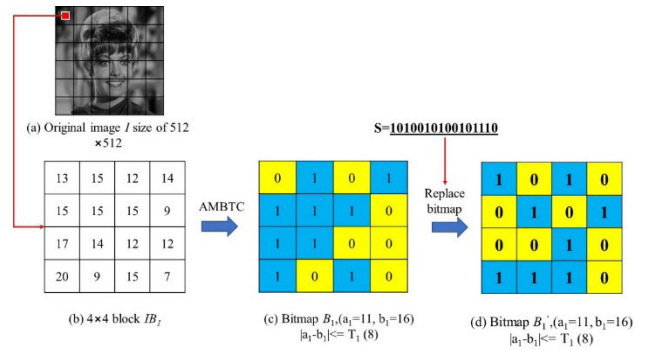 (a) Original image I size of 512
×512
S=1010010100101110
13 15 12 14
15 15 15 9
17 14 12 12
20 9 15 7
AMBTC
0 1 0 1
1 1 1 0
1 1 0 0
1 0 1 0
Replace
bitmap
1 0 1 0
0 1 0 1
0 0 1 0
1 1 1 0
(b) 4×4 block IB₁
(c) Bitmap B₁,(a₁=11, b₁=16)
|a₁-b₁|<= T₁ (8)
(d) Bitmap B₁',(a₁=11, b₁=16)
|a₁-b₁|<= T₁ (8)